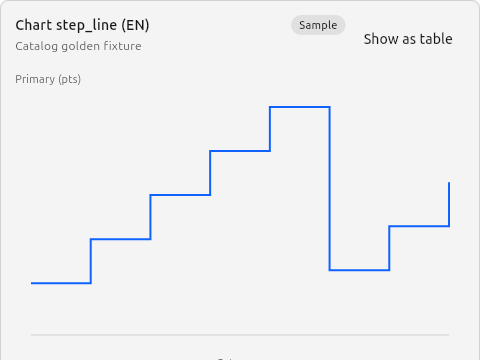 Chart step_line (EN)
Sample
Show as table
Catalog golden fixture
Primary (pts)